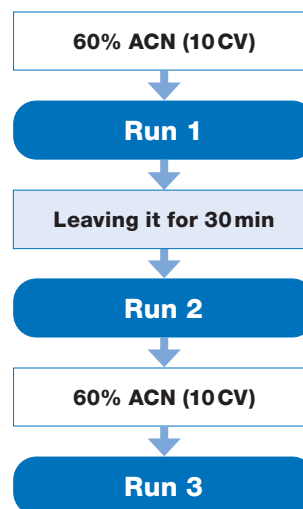 60% ACN (10 CV)
Run 1
Leaving it for 30 min
Run 2
60% ACN (10 CV)
Run 3